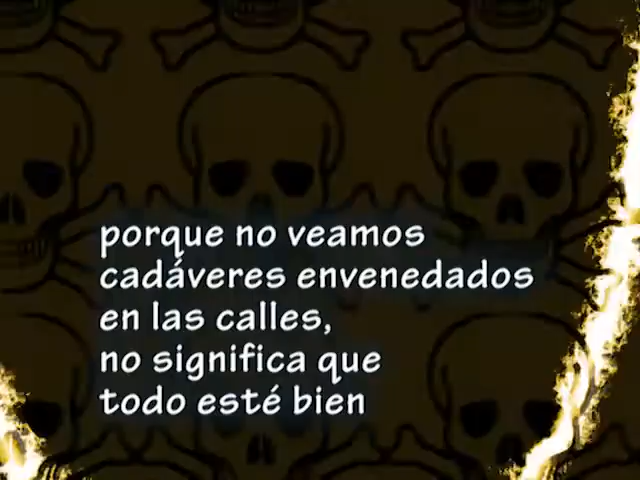 porque no veamos
cadáveres envenedados
en las calles,
no significa que
todo esté bien